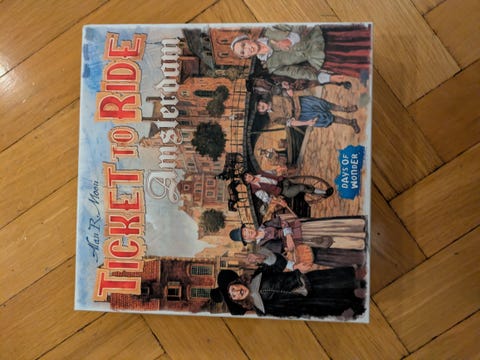 Alan R. Moon
TICKET TO RIDE
Amsterdam
DAYS OF
WONDER